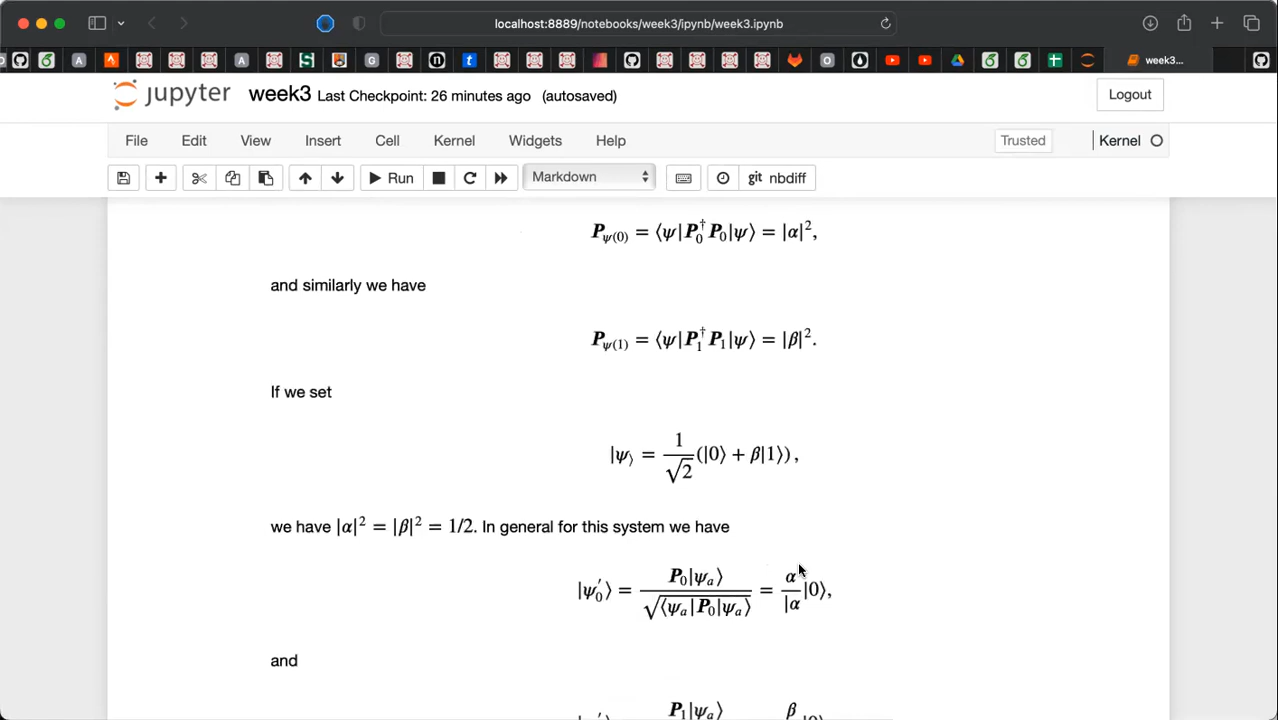 localhost:8889/notebooks/week3/ipynb/week3.ipynb
week3...
jupyter week3 Last Checkpoint: 26 minutes ago (autosaved) Logout
File Edit View Insert Cell Kernel Widgets Help Trusted Kernel
Run Markdown git nbdiff
P_ψ(0) = ⟨ψ|P_0^† P_0|ψ⟩ = |α|²,
and similarly we have
P_ψ(1) = ⟨ψ|P_1^† P_1|ψ⟩ = |β|².
If we set
|ψ⟩ = 1/√2 (|0⟩ + β|1⟩),
we have |α|² = |β|² = 1/2. In general for this system we have
|ψ_0^'⟩ = P_0|ψ_a⟩ / √⟨ψ_a|P_0|ψ_a⟩ = α/|α |0⟩,
and
P_1|ψ_a⟩ β